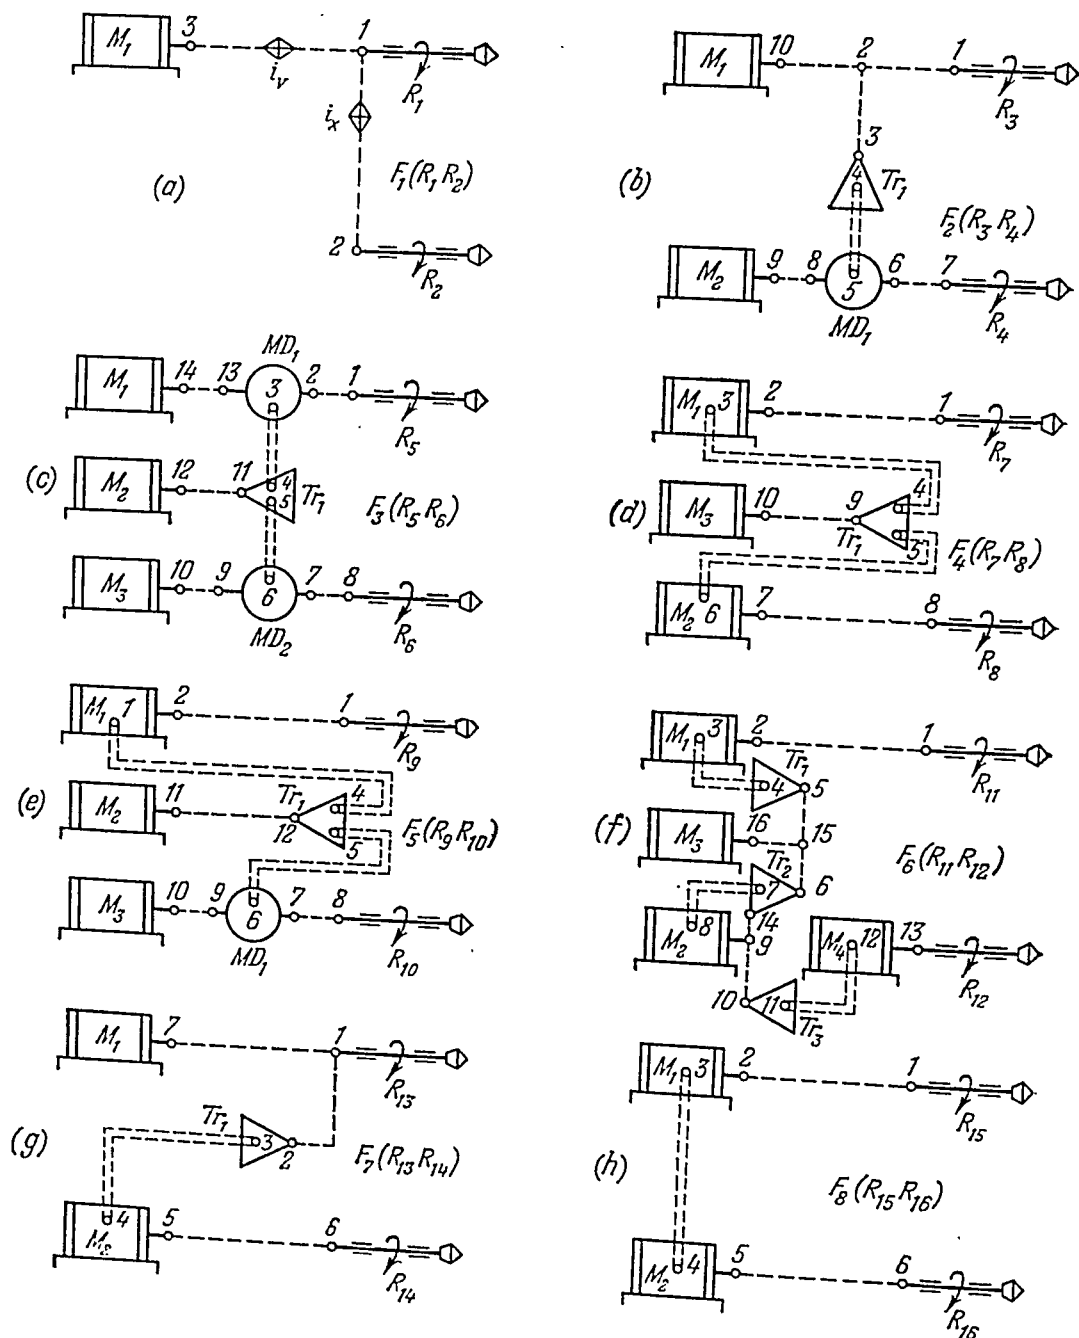 M₁ 3 iᵥ 1 R₁
iₓ
(a) F₁(R₁ R₂)
2 R₂
M₁ 10 2 1 R₃
3
4 Tr₁
(b) F₂(R₃ R₄)
M₂ 9 8 5 6 7 R₄
MD₁
MD₁
M₁ 14 13 3 2 1 R₅
(c) M₂ 12 11 4 5 Tr₁ F₃(R₅ R₆)
M₃ 10 9 6 7 8 R₆
MD₂
M₁ 3 2 1 R₇
(d) M₃ 10 9 Tr₁ 4 5 F₄(R₇ R₈)
M₂ 6 7 8 R₈
M₁ 1 2 1 R₉
(e) M₂ 11 12 Tr₁ 4 5 F₅(R₉ R₁₀)
M₃ 10 9 6 7 8 R₁₀
MD₁
M₁ 3 2 1 R₁₁
Tr₁ 4 5
(f) M₃ 16 15 F₆(R₁₁ R₁₂)
Tr₂ 7 6
M₂ 8 14 9 M₄ 12 13 R₁₂
10 11 Tr₃
M₁ 7 1 R₁₃
(g) Tr₁ 3 2 F₇(R₁₃ R₁₄)
M₂ 4 5 6 R₁₄
M₁ 3 2 1 R₁₅
(h) F₈(R₁₅ R₁₆)
M₂ 4 5 6 R₁₆